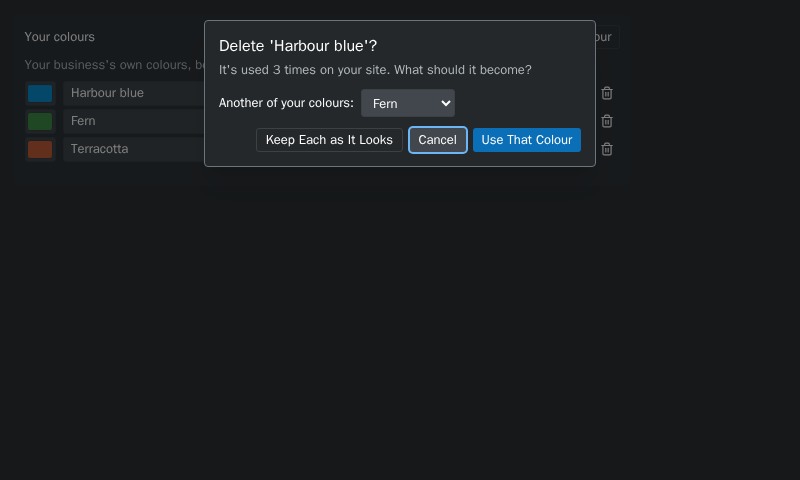 Your colours
our
Your business's own colours, be
Harbour blue
Fern
Terracotta
Delete 'Harbour blue'?
It's used 3 times on your site. What should it become?
Another of your colours: Fern
Keep Each as It Looks Cancel Use That Colour